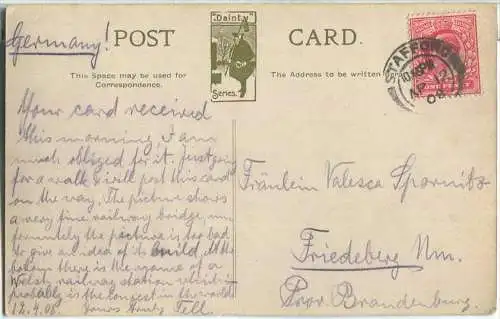 Germany!
POST CARD.
"Dainty"
Series.
This Space may be used for
Correspondence.
The Address to be written
STAFFORD
Your card received
this morning, I am
much obliged for it. Just going
for a walk & will post this card
on the way. The picture shows
a very fine railway bridge, un
fortunately the picture is too bad
to give an idea of its build. At the
bottom there is the name of a
Welsh railway station which is
probably is the longest in the world.
12.4.08. Yours
Fräulein Valesca Spornitz
Friedeberg Nm.
Prov. Brandenburg.